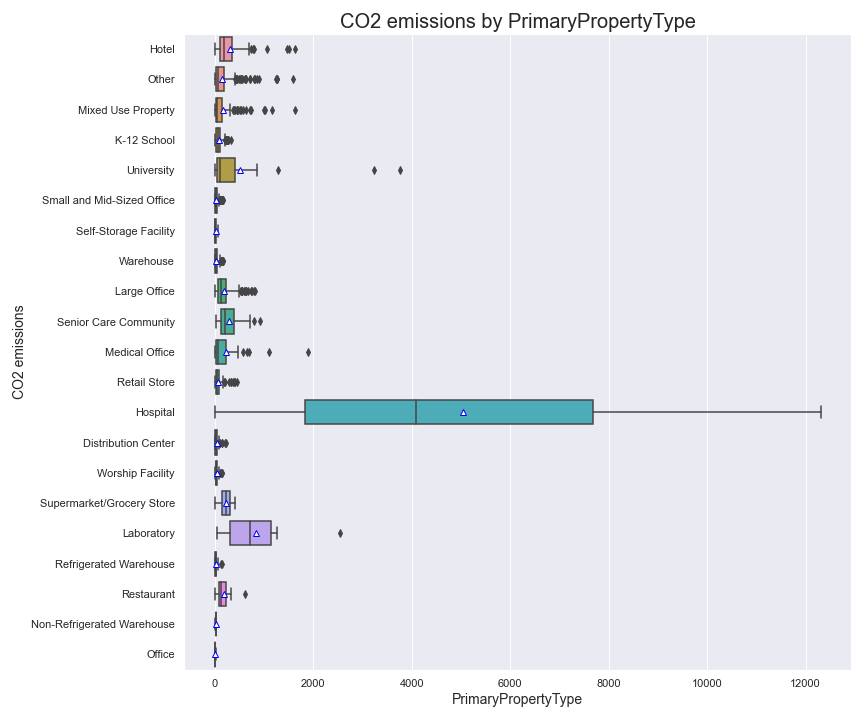 CO2 emissions by PrimaryPropertyType
Hotel
Other
Mixed Use Property
K-12 School
University
Small and Mid-Sized Office
Self-Storage Facility
Warehouse
Large Office
Senior Care Community
Medical Office
Retail Store
Hospital
Distribution Center
Worship Facility
Supermarket/Grocery Store
Laboratory
Refrigerated Warehouse
Restaurant
Non-Refrigerated Warehouse
Office
CO2 emissions
0 2000 4000 6000 8000 10000 12000
PrimaryPropertyType